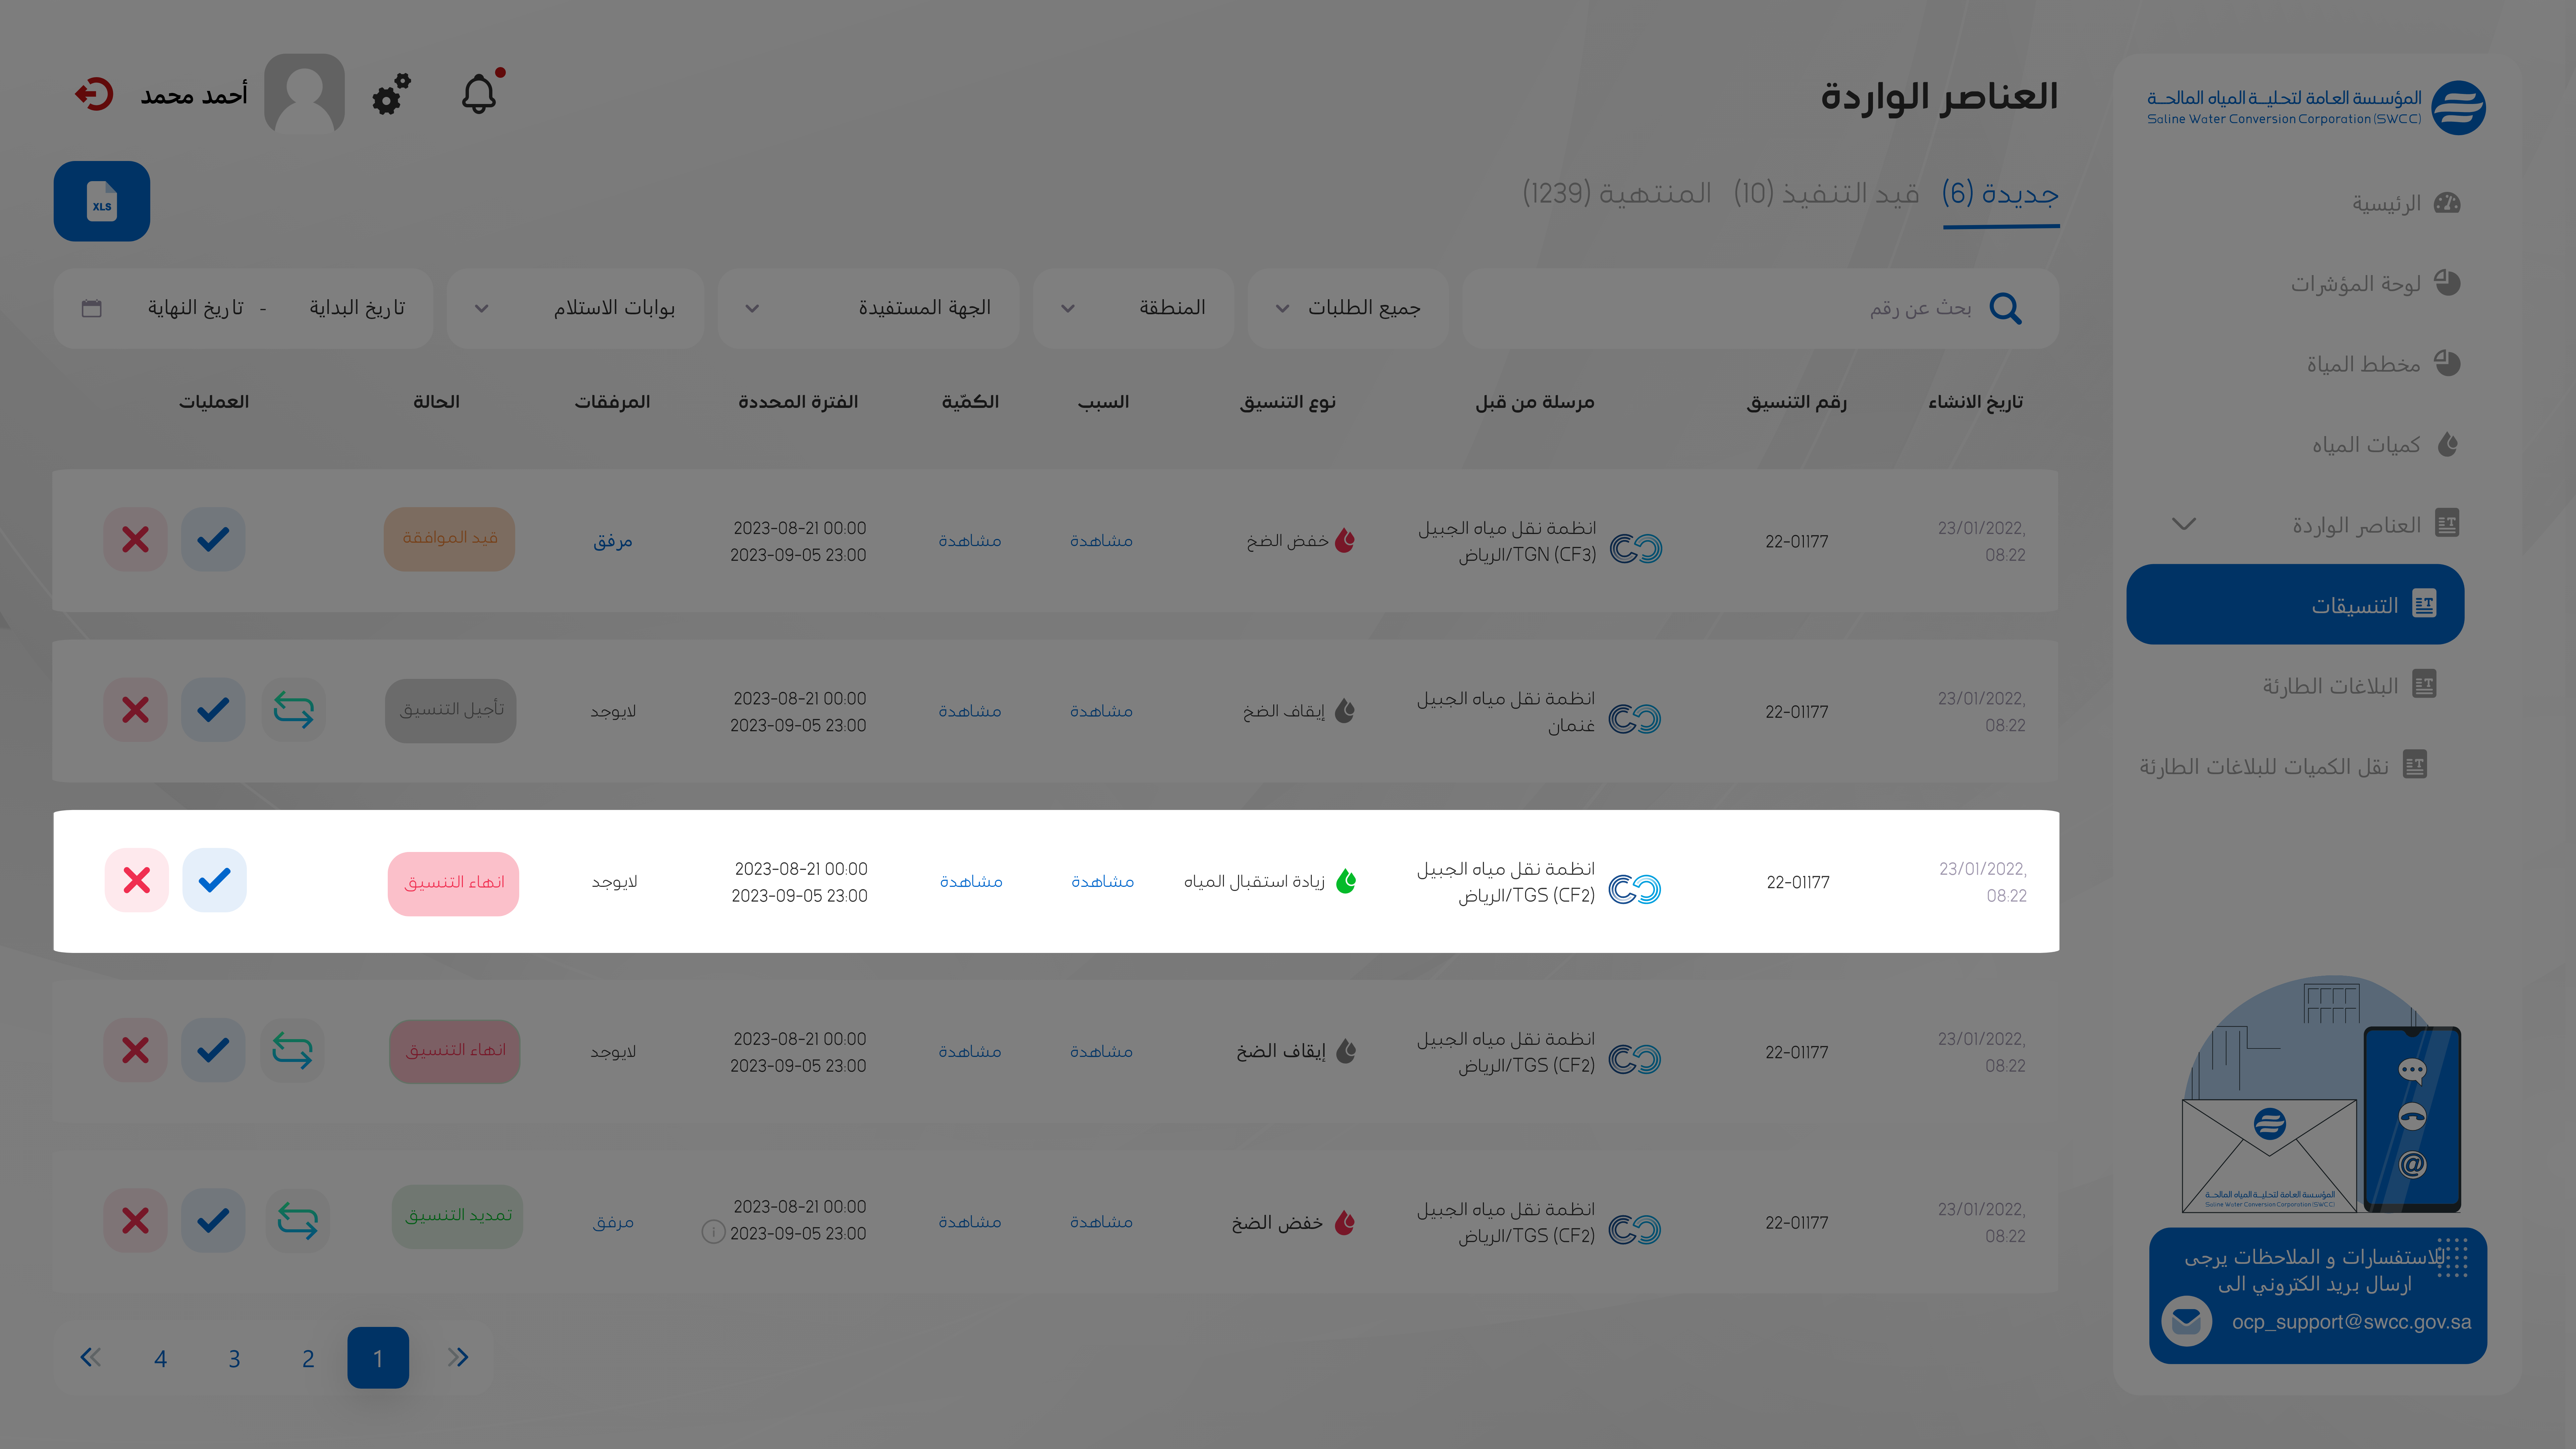 المؤسسة العامة لتحلية المياه المالحة
Saline Water Conversion Corporation (SWCC)
الرئيسية
لوحة المؤشرات
مخطط المياة
كميات المياه
العناصر الواردة
التنسيقات
البلاغات الطارئة
نقل الكميات للبلاغات الطارئة
المؤسسة العامة لتحلية المياه المالحة
Saline Water Conversion Corporation (SWCC)
للاستفسارات و الملاحظات يرجى
ارسال بريد الكتروني الى
ocp_support@swcc.gov.sa
العناصر الواردة
أحمد محمد
جديدة (6) قيد التنفيذ (10) المنتهية (1239)
XLS
بحث عن رقم
جميع الطلبات
المنطقة
الجهة المستفيدة
بوابات الاستلام
تاريخ البداية - تاريخ النهاية
تاريخ الانشاء رقم التنسيق مرسلة من قبل نوع التنسيق السبب الكمّية الفترة المحددة المرفقات الحالة العمليات
23/01/2022,
08:22
22-01177
انظمة نقل مياه الجبيل
الرياض/TGN (CF3)
خفض الضخ
مشاهدة
مشاهدة
2023-08-21 00:00
2023-09-05 23:00
مرفق
قيد الموافقة
23/01/2022,
08:22
22-01177
انظمة نقل مياه الجبيل
غنمان
إيقاف الضخ
مشاهدة
مشاهدة
2023-08-21 00:00
2023-09-05 23:00
لايوجد
تأجيل التنسيق
23/01/2022,
08:22
22-01177
انظمة نقل مياه الجبيل
الرياض/TGS (CF2)
زيادة استقبال المياه
مشاهدة
مشاهدة
2023-08-21 00:00
2023-09-05 23:00
لايوجد
انهاء التنسيق
23/01/2022,
08:22
22-01177
انظمة نقل مياه الجبيل
الرياض/TGS (CF2)
إيقاف الضخ
مشاهدة
مشاهدة
2023-08-21 00:00
2023-09-05 23:00
لايوجد
انهاء التنسيق
23/01/2022,
08:22
22-01177
انظمة نقل مياه الجبيل
الرياض/TGS (CF2)
خفض الضخ
مشاهدة
مشاهدة
2023-08-21 00:00
2023-09-05 23:00
مرفق
تمديد التنسيق
1 2 3 4